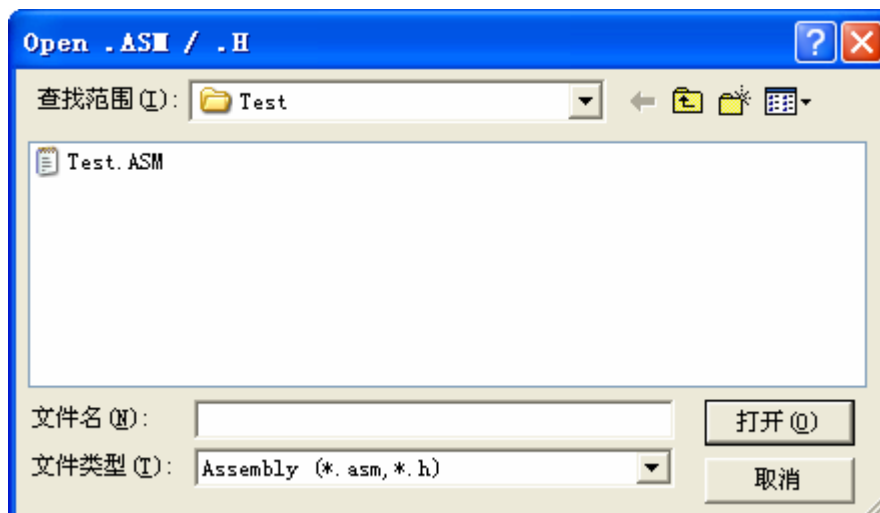 Open .ASM / .H
查找范围(I): Test
Test.ASM
文件名(N):
打开(O)
文件类型(T): Assembly (*.asm,*.h)
取消